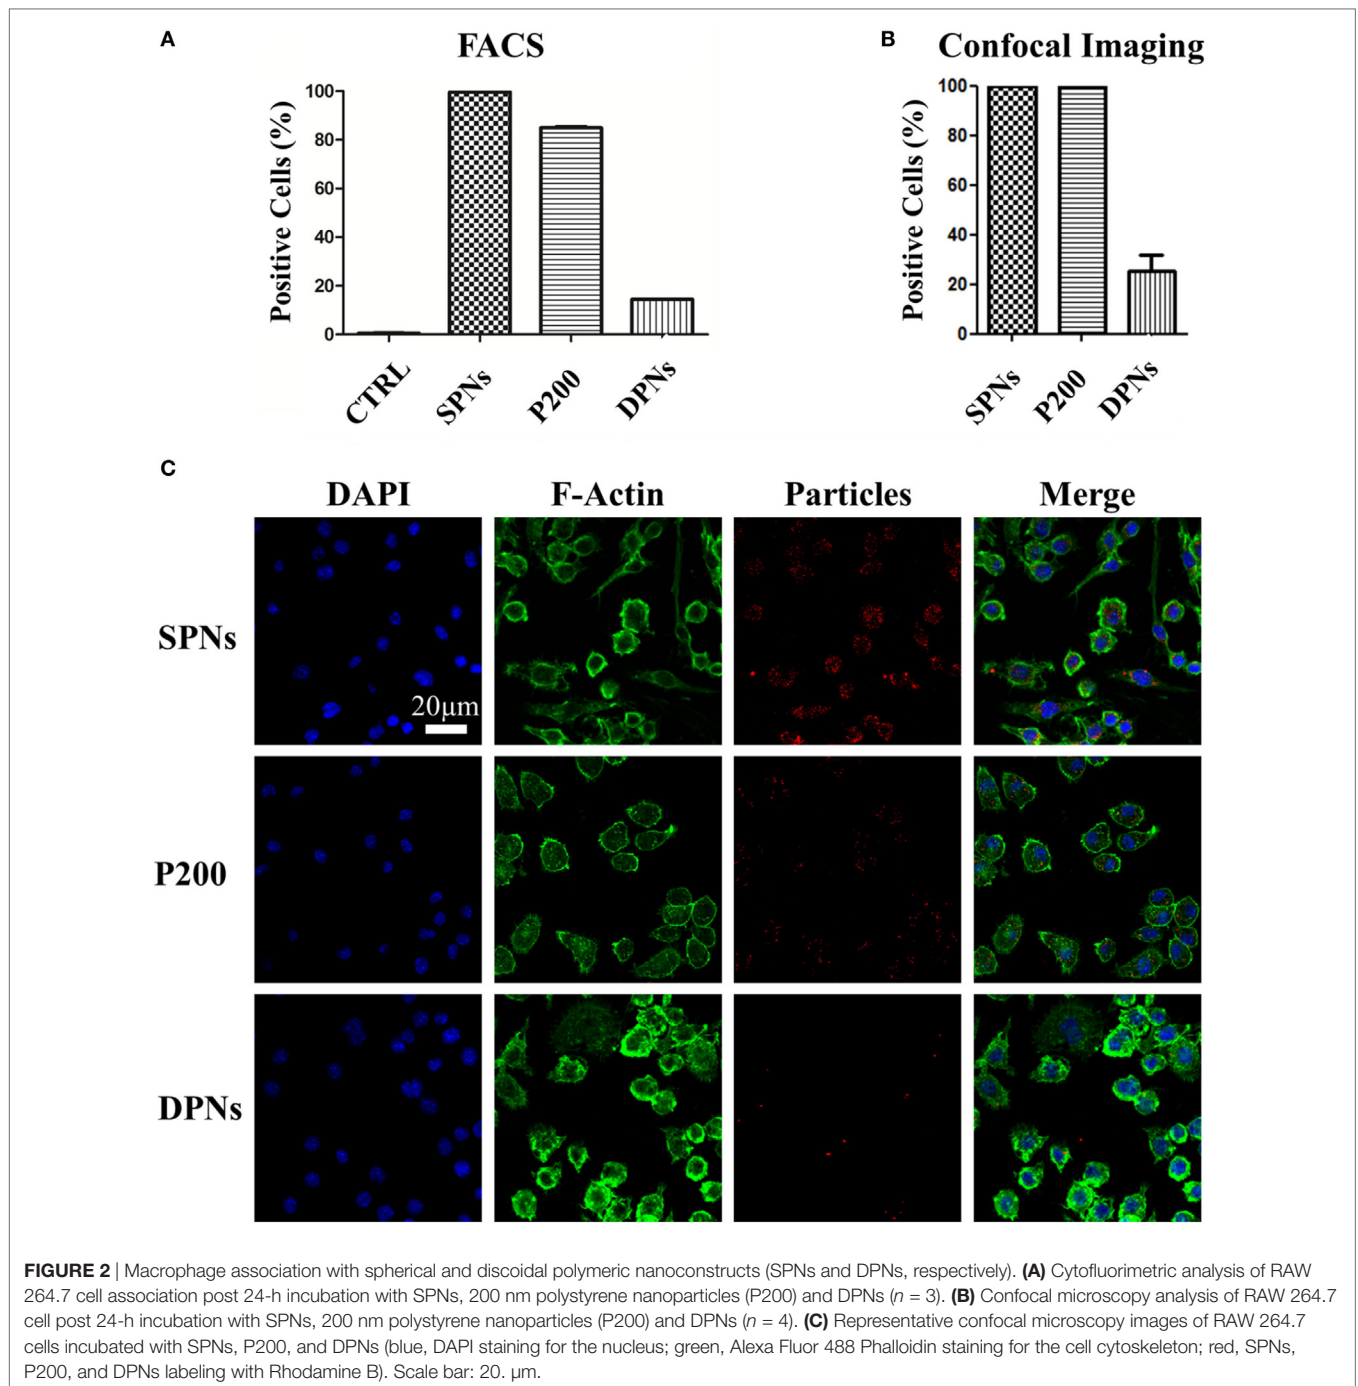 A
FACS
Positive Cells (%)
100
80
60
40
20
0
CTRL
SPNs
P200
DPNs
B
Confocal Imaging
Positive Cells (%)
100
80
60
40
20
0
SPNs
P200
DPNs
C
DAPI F-Actin Particles Merge
SPNs
20μm
P200
DPNs
FIGURE 2 | Macrophage association with spherical and discoidal polymeric nanoconstructs (SPNs and DPNs, respectively). (A) Cytofluorimetric analysis of RAW
264.7 cell association post 24-h incubation with SPNs, 200 nm polystyrene nanoparticles (P200) and DPNs (n = 3). (B) Confocal microscopy analysis of RAW 264.7
cell post 24-h incubation with SPNs, 200 nm polystyrene nanoparticles (P200) and DPNs (n = 4). (C) Representative confocal microscopy images of RAW 264.7
cells incubated with SPNs, P200, and DPNs (blue, DAPI staining for the nucleus; green, Alexa Fluor 488 Phalloidin staining for the cell cytoskeleton; red, SPNs,
P200, and DPNs labeling with Rhodamine B). Scale bar: 20. μm.